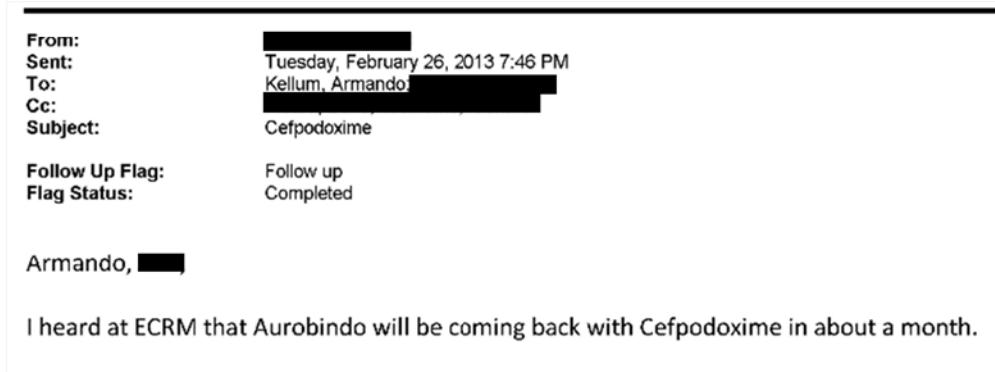 From:
Sent: Tuesday, February 26, 2013 7:46 PM
To: Kellum, Armando;
Cc:
Subject: Cefpodoxime
Follow Up Flag: Follow up
Flag Status: Completed
Armando,
I heard at ECRM that Aurobindo will be coming back with Cefpodoxime in about a month.